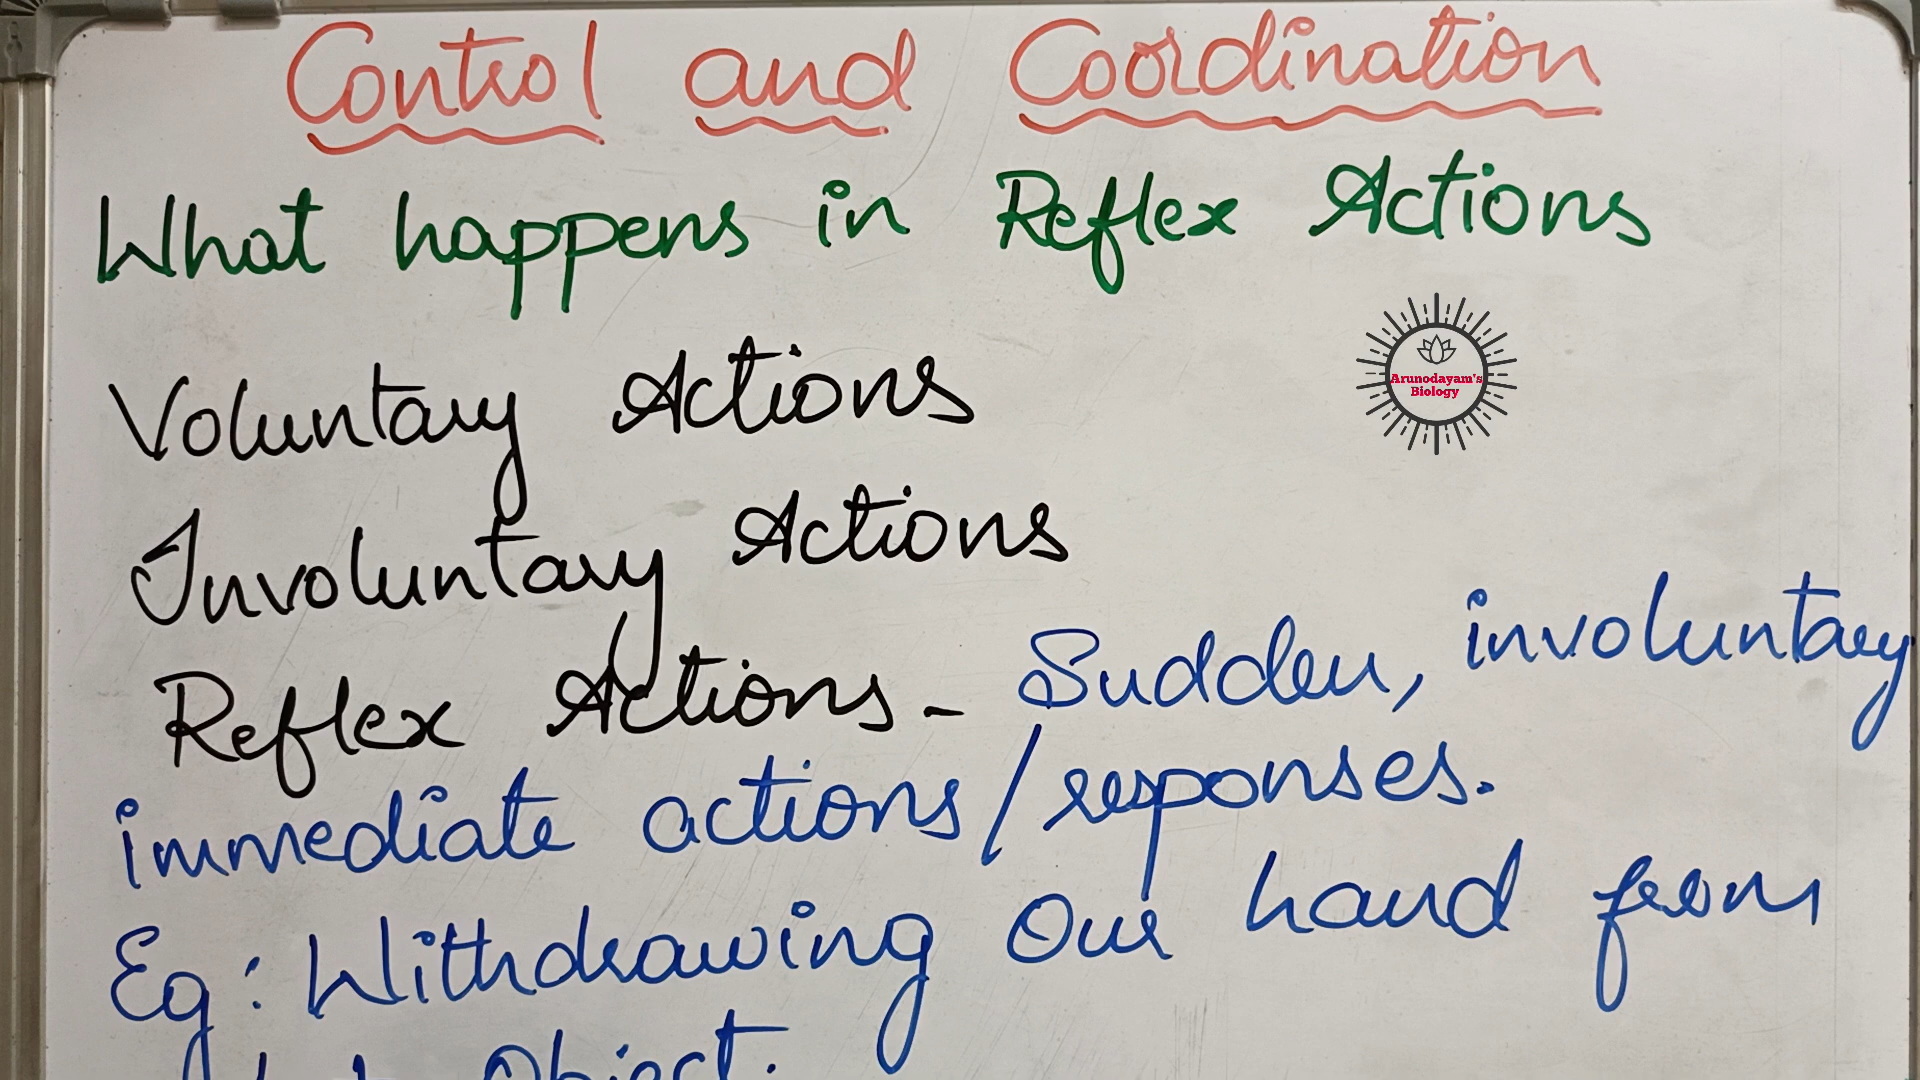 Control and Coordination
What happens in Reflex Actions
Arunodayam's
Biology
Voluntary Actions
Involuntary Actions
Reflex Actions - Sudden, involuntary
immediate actions/responses.
Eg: Withdrawing Our hand from
Object.